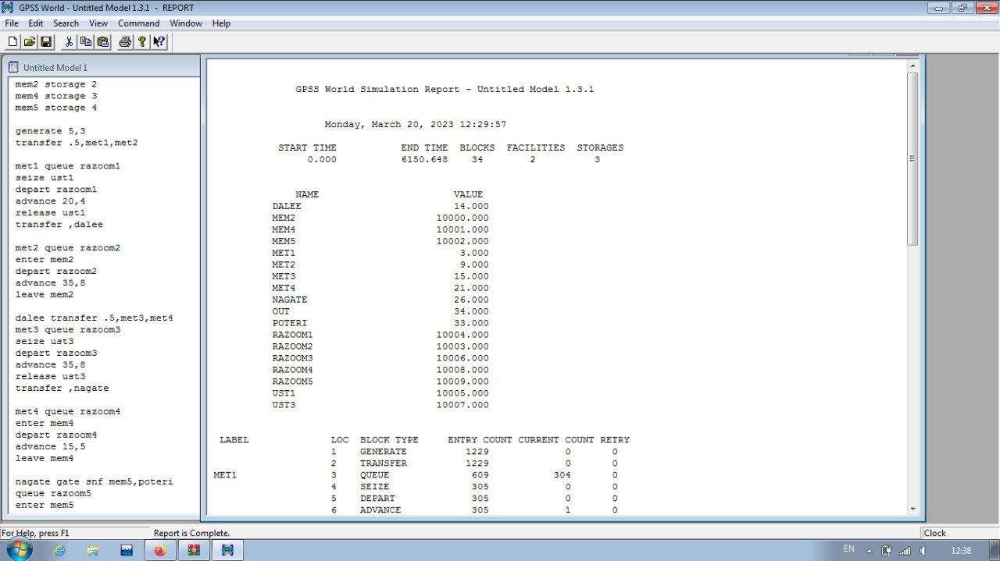 GPSS World - Untitled Model 1.3.1 - REPORT
File Edit Search View Command Window Help
Untitled Model 1
mem2 storage 2
mem4 storage 3
mem5 storage 4
generate 5,3
transfer .5,met1,met2
met1 queue razoom1
seize ust1
depart razoom1
advance 20,4
release ust1
transfer ,dalee
met2 queue razoom2
enter mem2
depart razoom2
advance 35,8
leave mem2
dalee transfer .5,met3,met4
met3 queue razoom3
seize ust3
depart razoom3
advance 35,8
release ust3
transfer ,nagate
met4 queue razoom4
enter mem4
depart razoom4
advance 15,5
leave mem4
nagate gate snf mem5,poteri
queue razoom5
enter mem5
GPSS World Simulation Report - Untitled Model 1.3.1
Monday, March 20, 2023 12:29:57
START TIME END TIME BLOCKS FACILITIES STORAGES
0.000 6150.648 34 2 3
NAME VALUE
DALEE 14.000
MEM2 10000.000
MEM4 10001.000
MEM5 10002.000
MET1 3.000
MET2 9.000
MET3 15.000
MET4 21.000
NAGATE 26.000
OUT 34.000
POTERI 33.000
RAZOOM1 10004.000
RAZOOM2 10003.000
RAZOOM3 10006.000
RAZOOM4 10008.000
RAZOOM5 10009.000
UST1 10005.000
UST3 10007.000
LABEL LOC BLOCK TYPE ENTRY COUNT CURRENT COUNT RETRY
1 GENERATE 1229 0 0
2 TRANSFER 1229 0 0
MET1 3 QUEUE 609 304 0
4 SEIZE 305 0 0
5 DEPART 305 0 0
6 ADVANCE 305 1 0
For Help, press F1 Report is Complete. Clock
EN 12:38